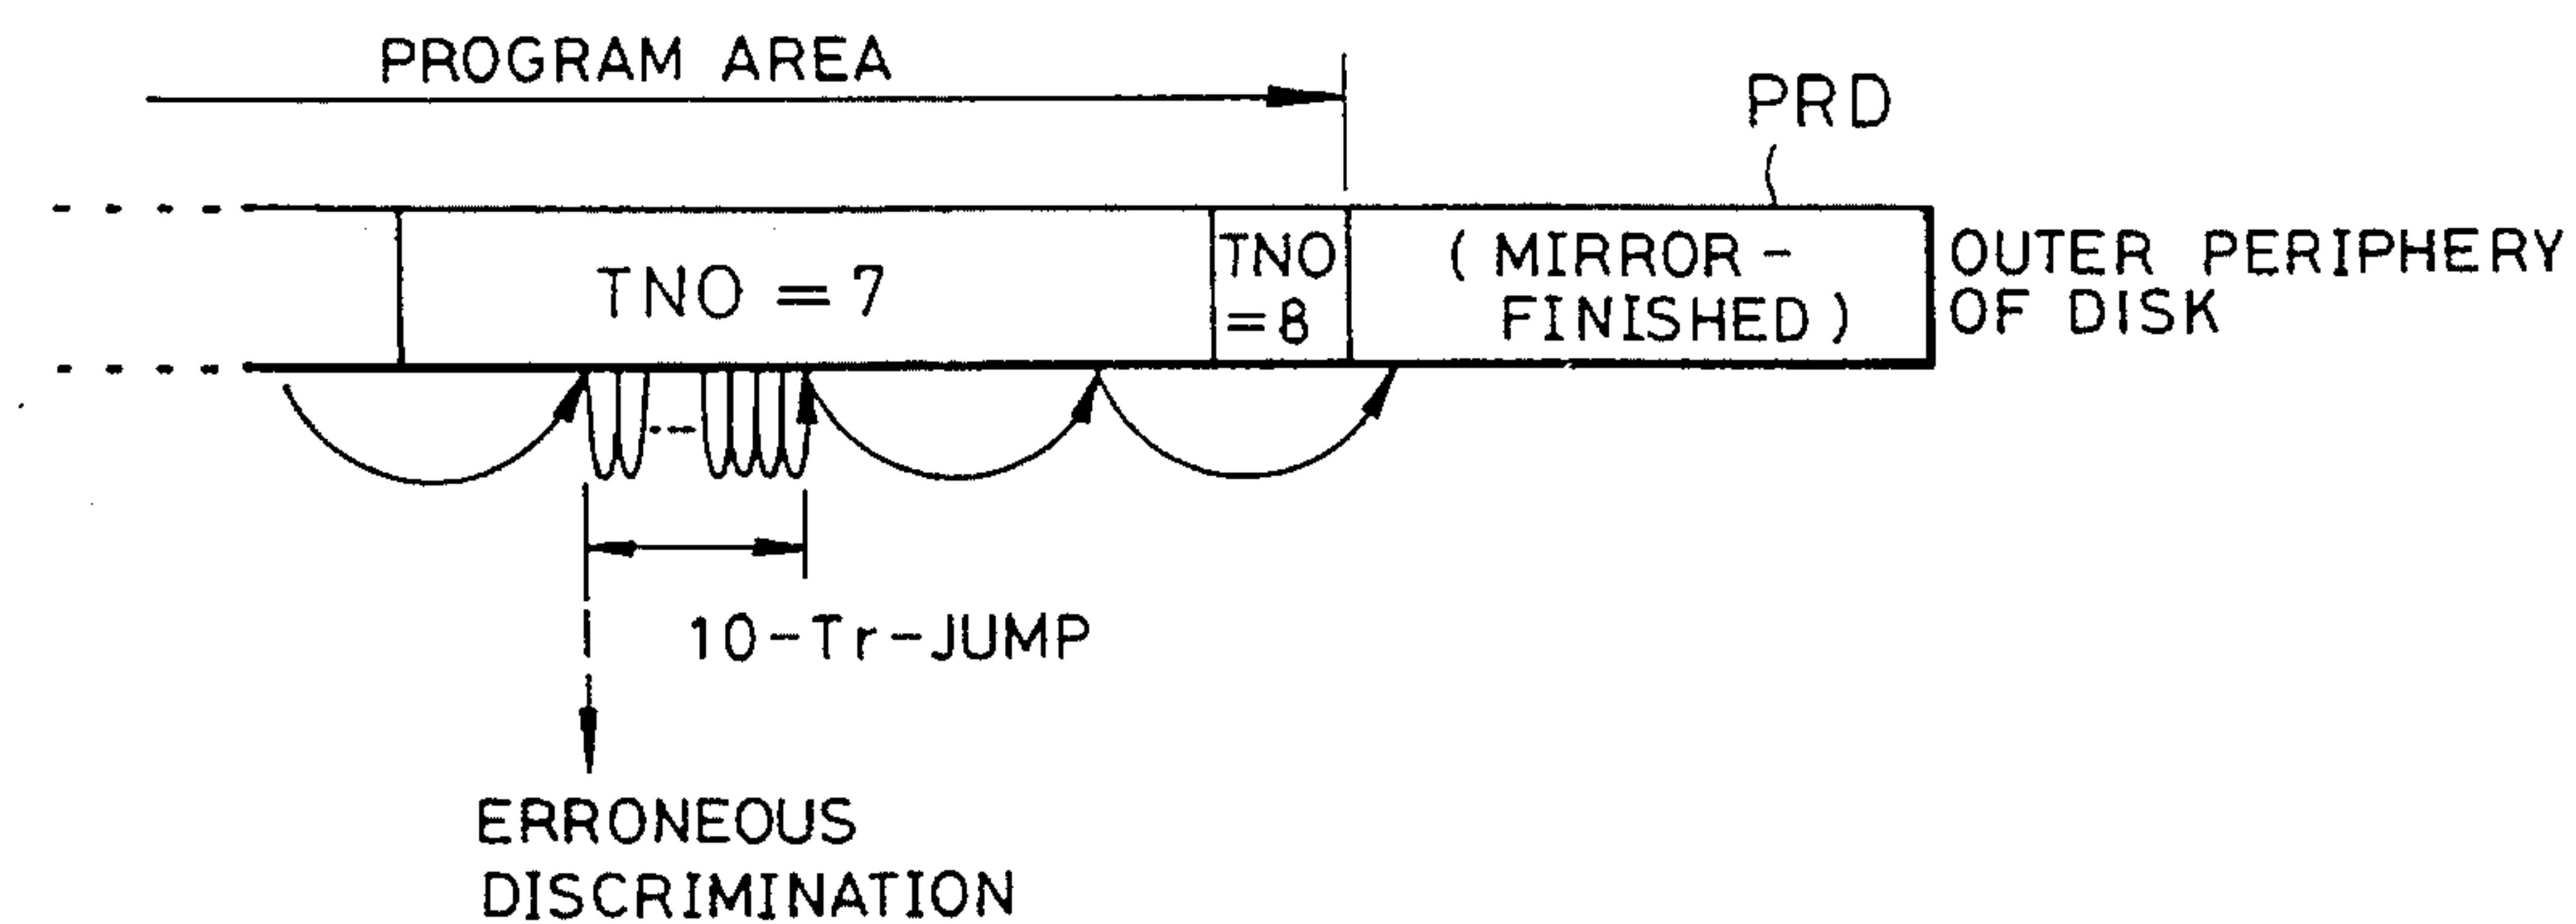 PROGRAM AREA
PRD
TNO = 7
TNO
=8
( MIRROR-
FINISHED )
OUTER PERIPHERY
OF DISK
10-Tr-JUMP
ERRONEOUS
DISCRIMINATION